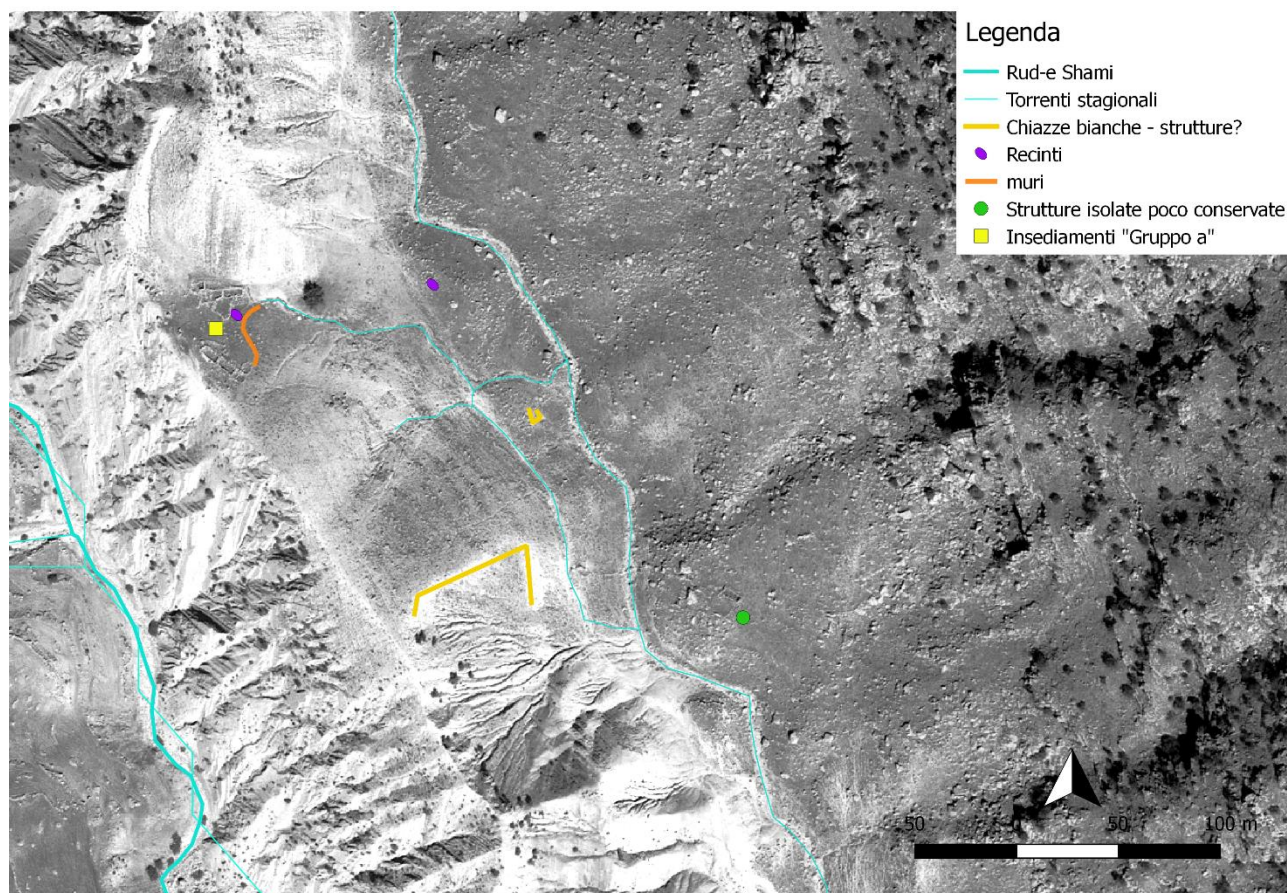 Legenda
Rud-e Shami
Torrenti stagionali
Chiazze bianche - strutture?
Recinti
muri
Strutture isolate poco conservate
Insediamenti "Gruppo a"
50 0 50 100 m